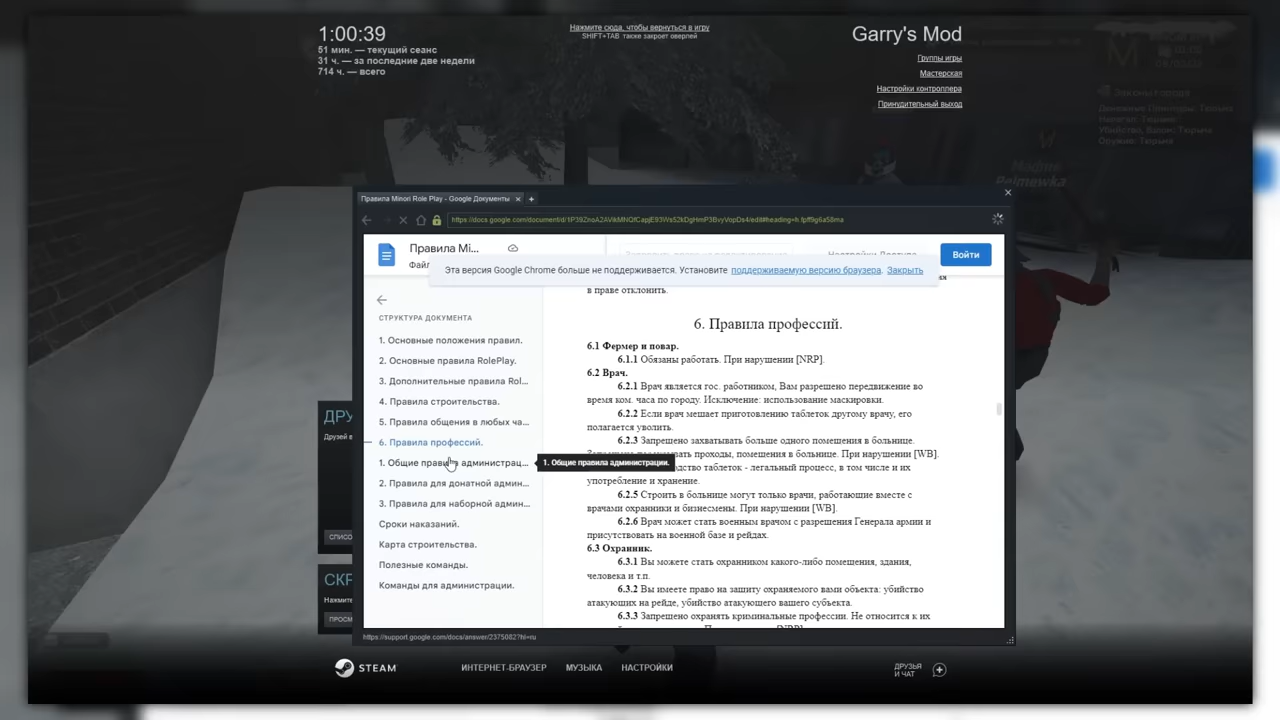 1:00:39
51 мин. — текущий сеанс
31 ч. — за последние две недели
714 ч. — всего
Нажмите сюда, чтобы вернуться в игру
SHIFT+TAB также закроет оверлей
Garry's Mod
Группы игры
Мастерская
Настройки контроллера
Принудительный выход
Законы города
Убийство, Взлом: Тюрьма
Оружие: Тюрьма
Правила Minori Role Play - Google Документы
Правила Mi...
Файл
Войти
Эта версия Google Chrome больше не поддерживается. Установите поддерживаемую версию браузера. Закрыть
СТРУКТУРА ДОКУМЕНТА
1. Основные положения правил.
2. Основные правила RolePlay.
3. Дополнительные правила Rol...
4. Правила строительства.
5. Правила общения в любых ча...
6. Правила профессий.
1. Общие правила администрац...
1. Общие правила администрации.
2. Правила для донатной админ...
3. Правила для наборной админ...
Сроки наказаний.
Карта строительства.
Полезные команды.
Команды для администрации.
в праве отклонить.
6. Правила профессий.
6.1 Фермер и повар.
6.1.1 Обязаны работать. При нарушении [NRP].
6.2 Врач.
6.2.1 Врач является гос. работником, Вам разрешено передвижение во
время ком. часа по городу. Исключение: использование маскировки.
6.2.2 Если врач мешает приготовлению таблеток другому врачу, его
полагается уволить.
6.2.3 Запрещено захватывать больше одного помещения в больнице.
проходы, помещения в больнице. При нарушении [WB].
таблеток - легальный процесс, в том числе и их
употребление и хранение.
6.2.5 Строить в больнице могут только врачи, работающие вместе с
врачами охранники и бизнесмены. При нарушении [WB].
6.2.6 Врач может стать военным врачом с разрешения Генерала армии и
присутствовать на военной базе и рейдах.
6.3 Охранник.
6.3.1 Вы можете стать охранником какого-либо помещения, здания,
человека и т.п.
6.3.2 Вы имеете право на защиту охраняемого вами объекта: убийство
атакующих на рейде, убийство атакующего вашего субъекта.
6.3.3 Запрещено охранять криминальные профессии. Не относится к их
https://support.google.com/docs/answer/2375082?hl=ru
STEAM
ИНТЕРНЕТ-БРАУЗЕР
МУЗЫКА
НАСТРОЙКИ
ДРУЗЬЯ
И ЧАТ